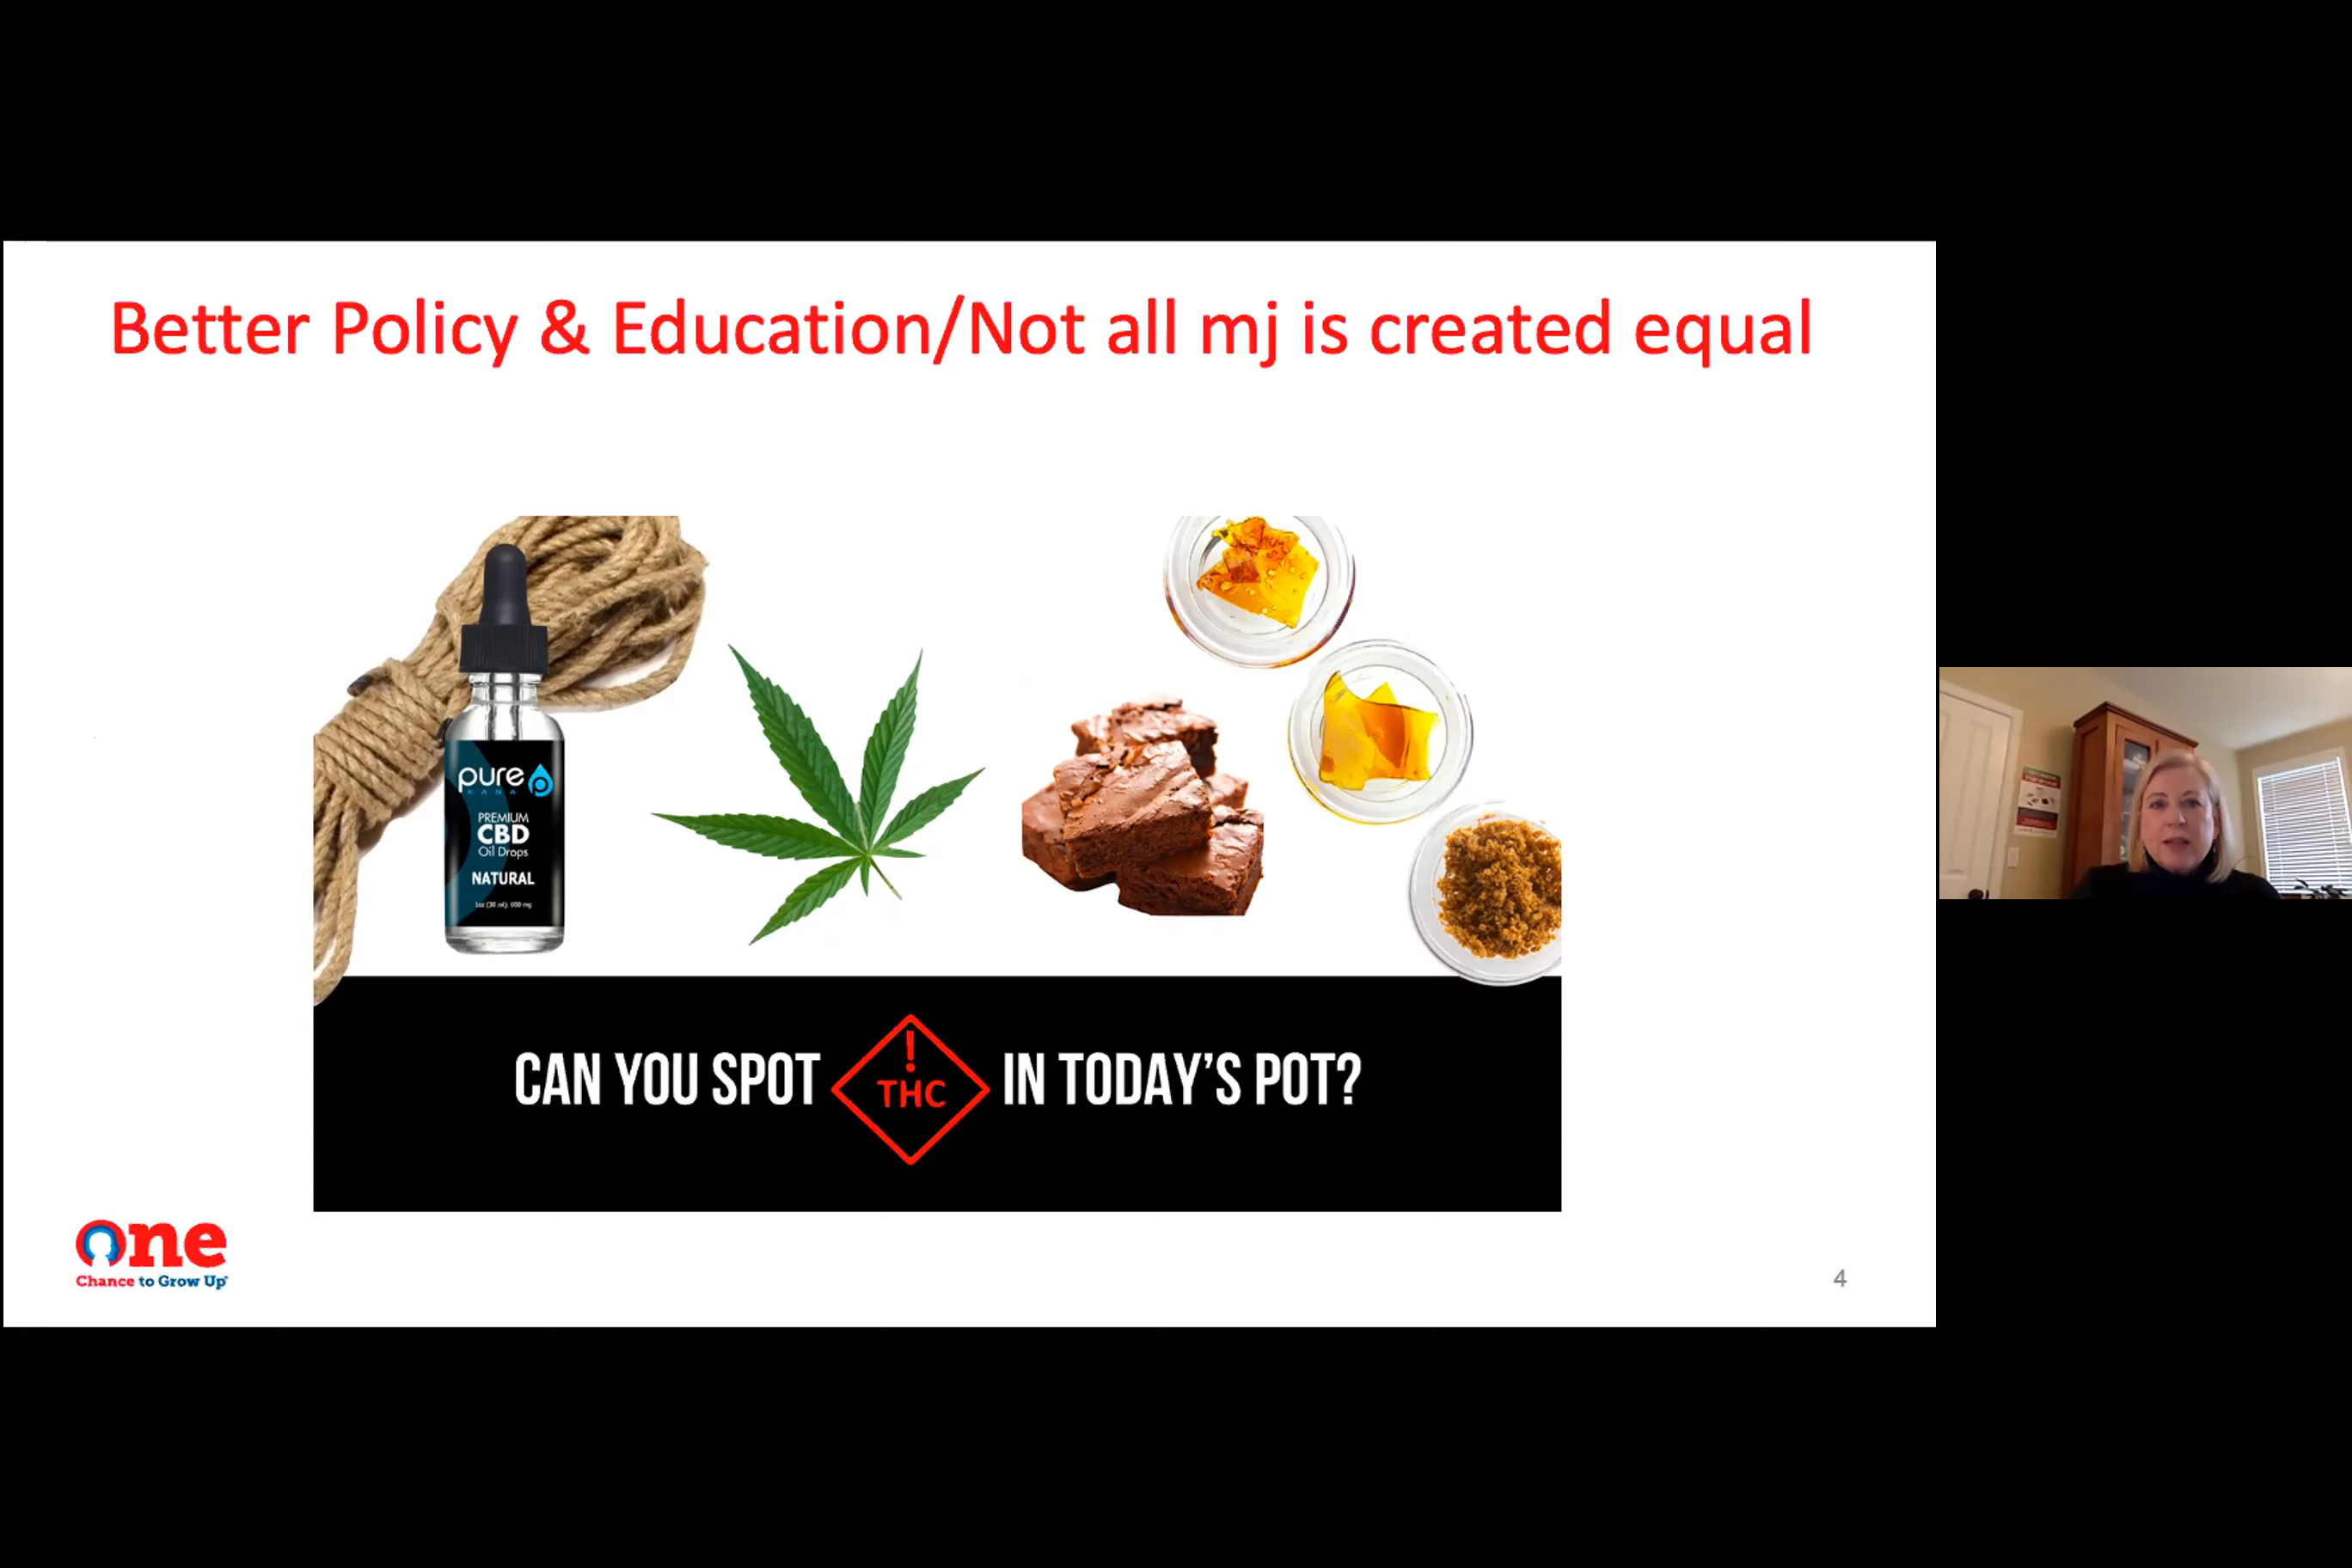 Better Policy & Education/Not all mj is created equal
pure
KANA
PREMIUM
CBD
Oil Drops
NATURAL
1oz (30 ml) 600 mg
CAN YOU SPOT ! THC IN TODAY'S POT?
One
Chance to Grow Up
4